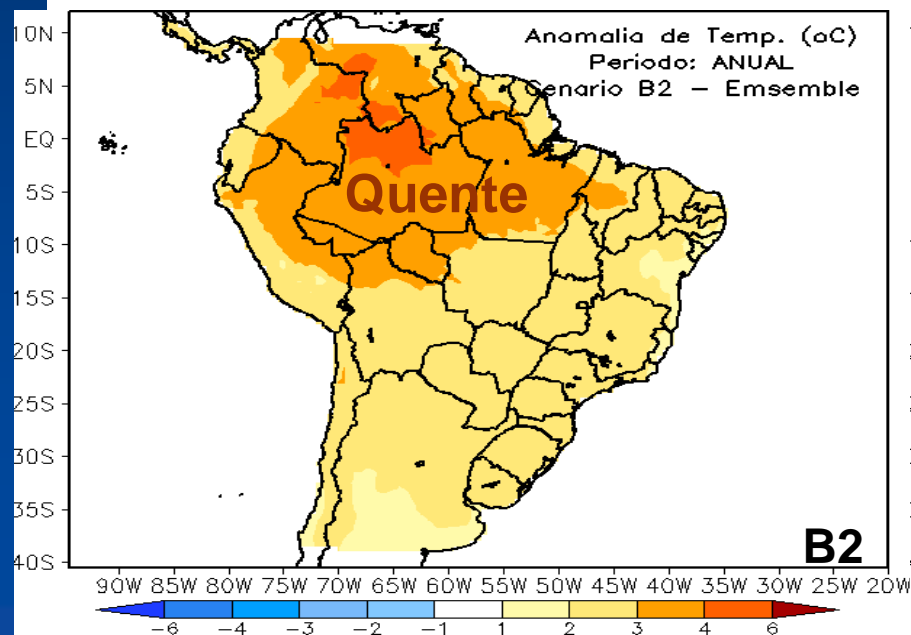 Anomalia de Temp. (oC)
Periodo: ANUAL
Cenario B2 – Emsemble
10N
5N
EQ
5S
10S
15S
20S
25S
30S
35S
40S
Quente
B2
90W 85W 80W 75W 70W 65W 60W 55W 50W 45W 40W 35W 30W 25W 20W
−6 −4 −3 −2 −1 1 2 3 4 6